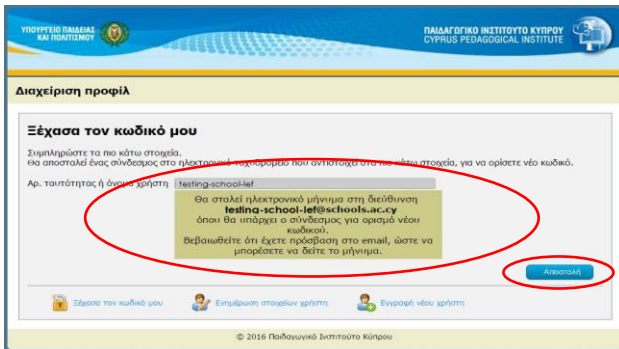 ΥΠΟΥΡΓΕΙΟ ΠΑΙΔΕΙΑΣ
ΚΑΙ ΠΟΛΙΤΙΣΜΟΥ
ΠΑΙΔΑΓΩΓΙΚΟ ΙΝΣΤΙΤΟΥΤΟ ΚΥΠΡΟΥ
CYPRUS PEDAGOGICAL INSTITUTE
Διαχείριση προφίλ
Ξέχασα τον κωδικό μου
Συμπληρώστε τα πιο κάτω στοιχεία.
Θα αποσταλεί ένας σύνδεσμος στο ηλεκτρονικό ταχυδρομείο που αντιστοιχεί στα πιο κάτω στοιχεία, για να ορίσετε νέο κωδικό.
Αρ. ταυτότητας ή όνομα χρήστη testing-school-lef
Θα σταλεί ηλεκτρονικό μήνυμα στη διεύθυνση
testing-school-lef@schools.ac.cy
όπου θα υπάρχει ο σύνδεσμος για ορισμό νέου
κωδικού.
Βεβαιωθείτε ότι έχετε πρόσβαση στο email, ώστε να
μπορέσετε να δείτε το μήνυμα.
Αποστολή
Ξέχασα τον κωδικό μου Ενημέρωση στοιχείων χρήστη Εγγραφή νέου χρήστη
© 2016 Παιδαγωγικό Ινστιτούτο Κύπρου